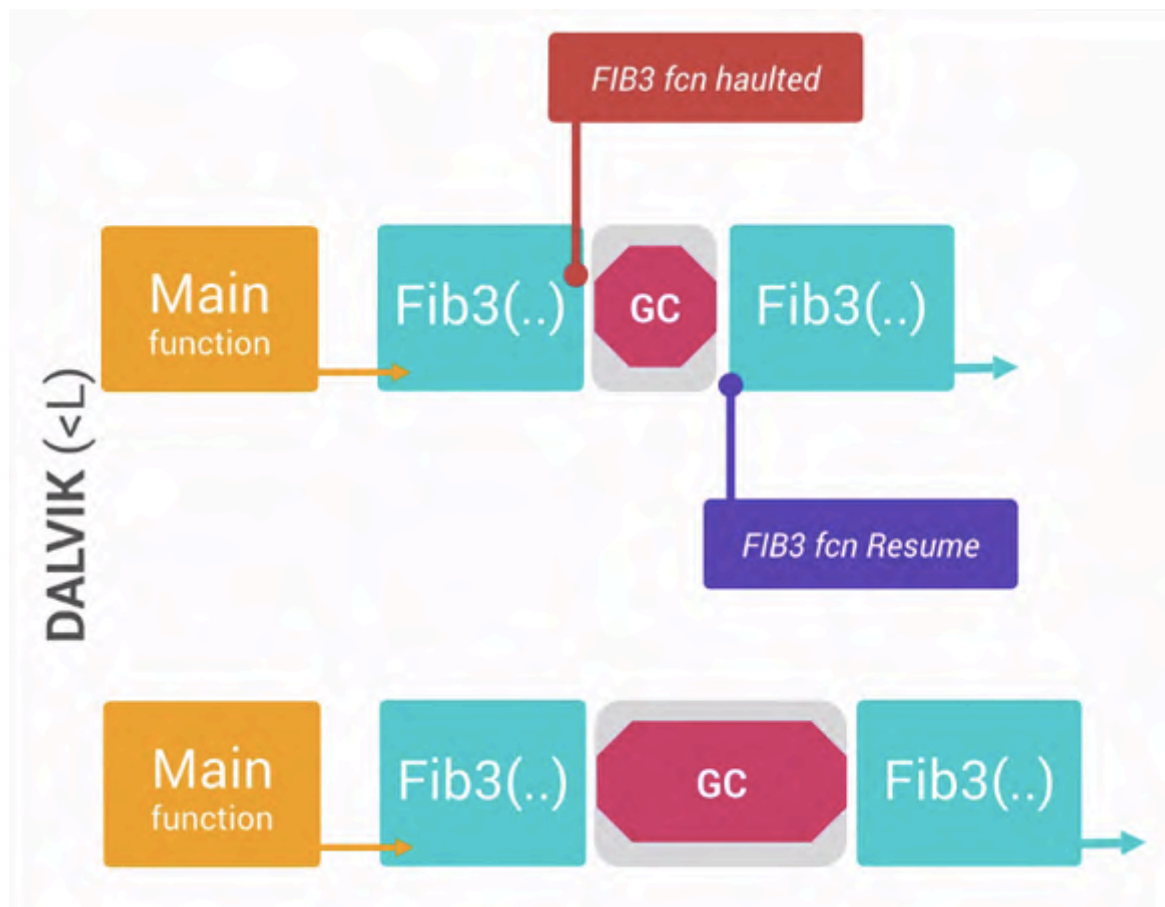 FIB3 fcn haulted
Main
function
Fib3(..)
GC
Fib3(..)
DALVIK (<L)
FIB3 fcn Resume
Main
function
Fib3(..)
GC
Fib3(..)